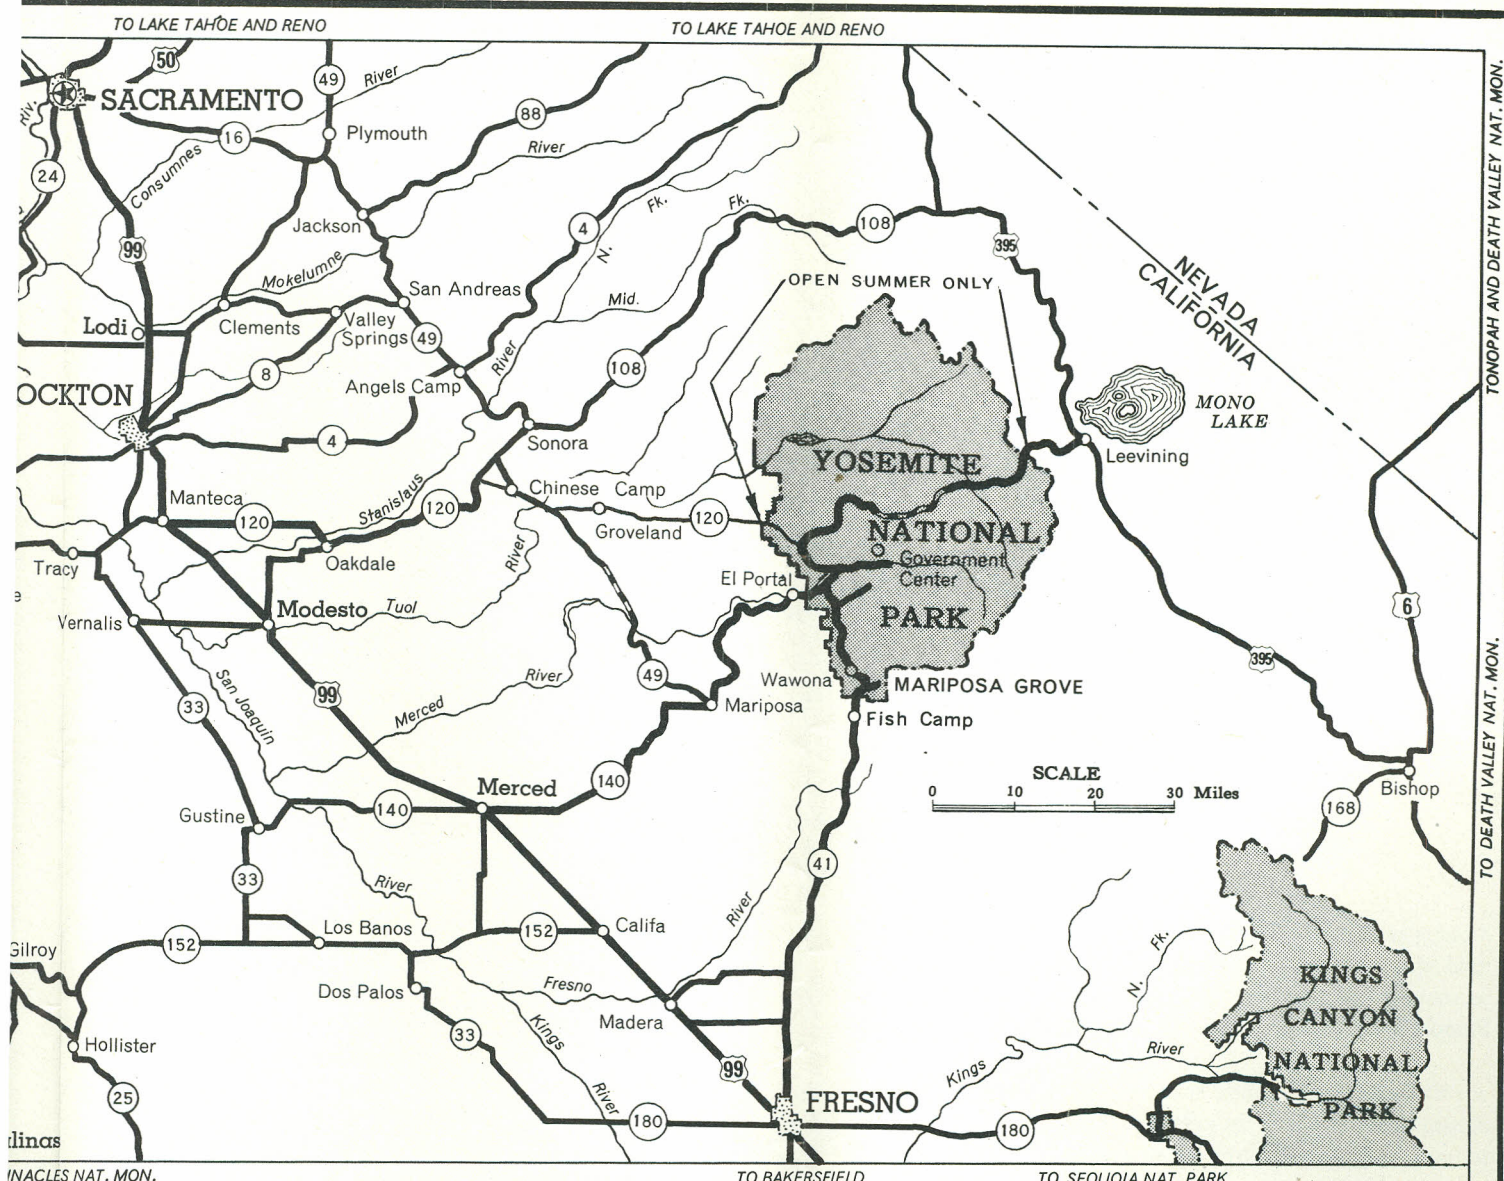 TO LAKE TAHOE AND RENO
TO LAKE TAHOE AND RENO
50
49
River
88
SACRAMENTO
16
Plymouth
River
Riv.
24
Consumnes
Jackson
99
Mokelumne
4
N.
Fk.
Fk.
108
395
NEVADA
CALIFORNIA
TONOPAH AND DEATH VALLEY NAT. MON.
OPEN SUMMER ONLY
San Andreas
Mid.
Lodi
Clements
Valley
Springs
49
River
108
8
Angels Camp
OCKTON
4
Sonora
MONO
LAKE
Leevining
YOSEMITE
NATIONAL
PARK
Manteca
120
Stanislaus
120
Chinese Camp
Groveland
120
Government
Center
Tracy
Oakdale
River
El Portal
e
Vernalis
Modesto
Tuol
6
395
33
San Joaquin
99
Merced
River
49
Mariposa
Wawona
MARIPOSA GROVE
Fish Camp
TO DEATH VALLEY NAT. MON.
SCALE
0 10 20 30 Miles
Bishop
168
Gustine
140
Merced
140
41
33
River
River
Los Banos
152
152
Califa
Gilroy
Dos Palos
Fresno
Madera
N.
Fk.
KINGS
CANYON
NATIONAL
PARK
Hollister
33
Kings
River
99
Kings
River
25
FRESNO
180
180
linas
NNACLES NAT. MON.
TO BAKERSFIELD
TO SEQUOIA NAT. PARK